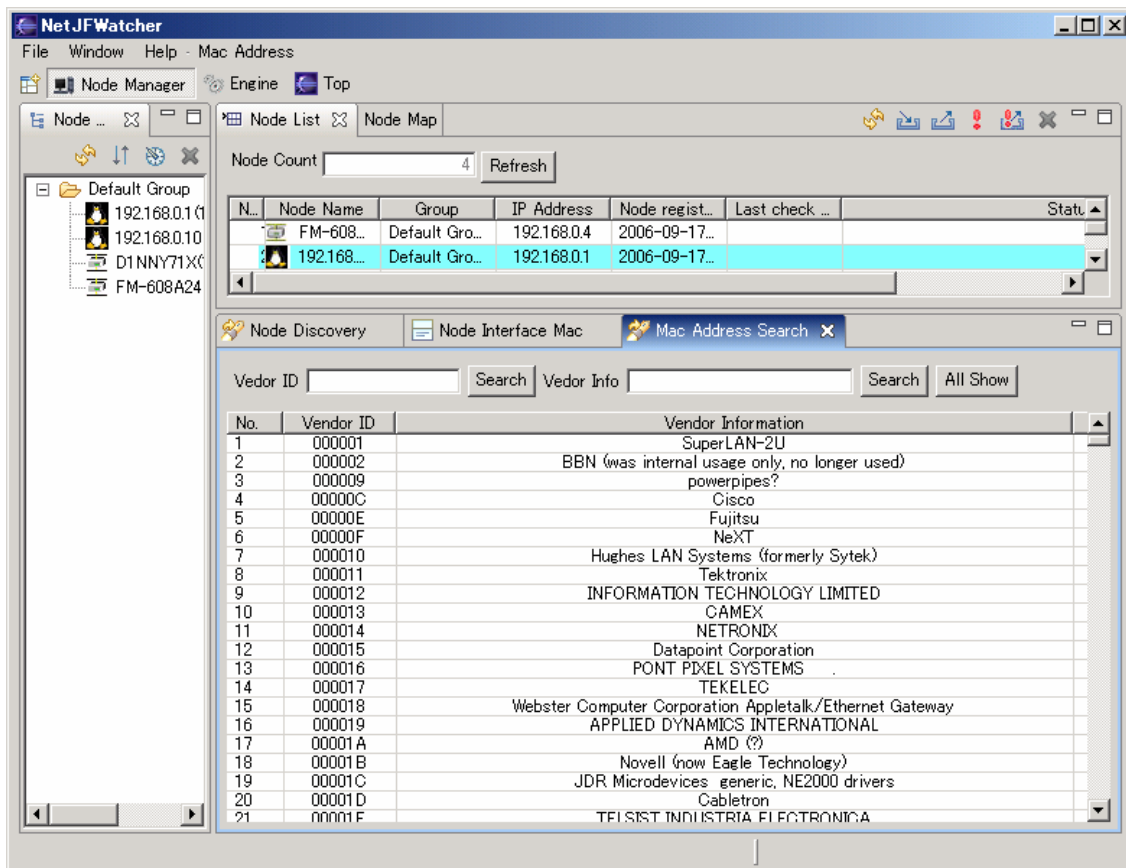 NetJFWatcher
File Window Help Mac Address
Node Manager Engine Top
Node ...
Default Group
192.168.0.1 (1
192.168.0.10
D1NNY71X(
FM-608A24
Node List Node Map
Node Count 4 Refresh
N... Node Name Group IP Address Node regist... Last check ... Statu
FM-608... Default Gro... 192.168.0.4 2006-09-17...
192.168.... Default Gro... 192.168.0.1 2006-09-17...
Node Discovery Node Interface Mac Mac Address Search
Vedor ID Search Vedor Info Search All Show
No. Vendor ID Vendor Information
1 000001 SuperLAN-2U
2 000002 BBN (was internal usage only, no longer used)
3 000009 powerpipes?
4 00000C Cisco
5 00000E Fujitsu
6 00000F NeXT
7 000010 Hughes LAN Systems (formerly Sytek)
8 000011 Tektronix
9 000012 INFORMATION TECHNOLOGY LIMITED
10 000013 CAMEX
11 000014 NETRONIX
12 000015 Datapoint Corporation
13 000016 PONT PIXEL SYSTEMS .
14 000017 TEKELEC
15 000018 Webster Computer Corporation Appletalk/Ethernet Gateway
16 000019 APPLIED DYNAMICS INTERNATIONAL
17 00001A AMD (?)
18 00001B Novell (now Eagle Technology)
19 00001C JDR Microdevices generic, NE2000 drivers
20 00001D Cabletron
21 00001E TELSIST INDUSTRIA ELECTRONICA